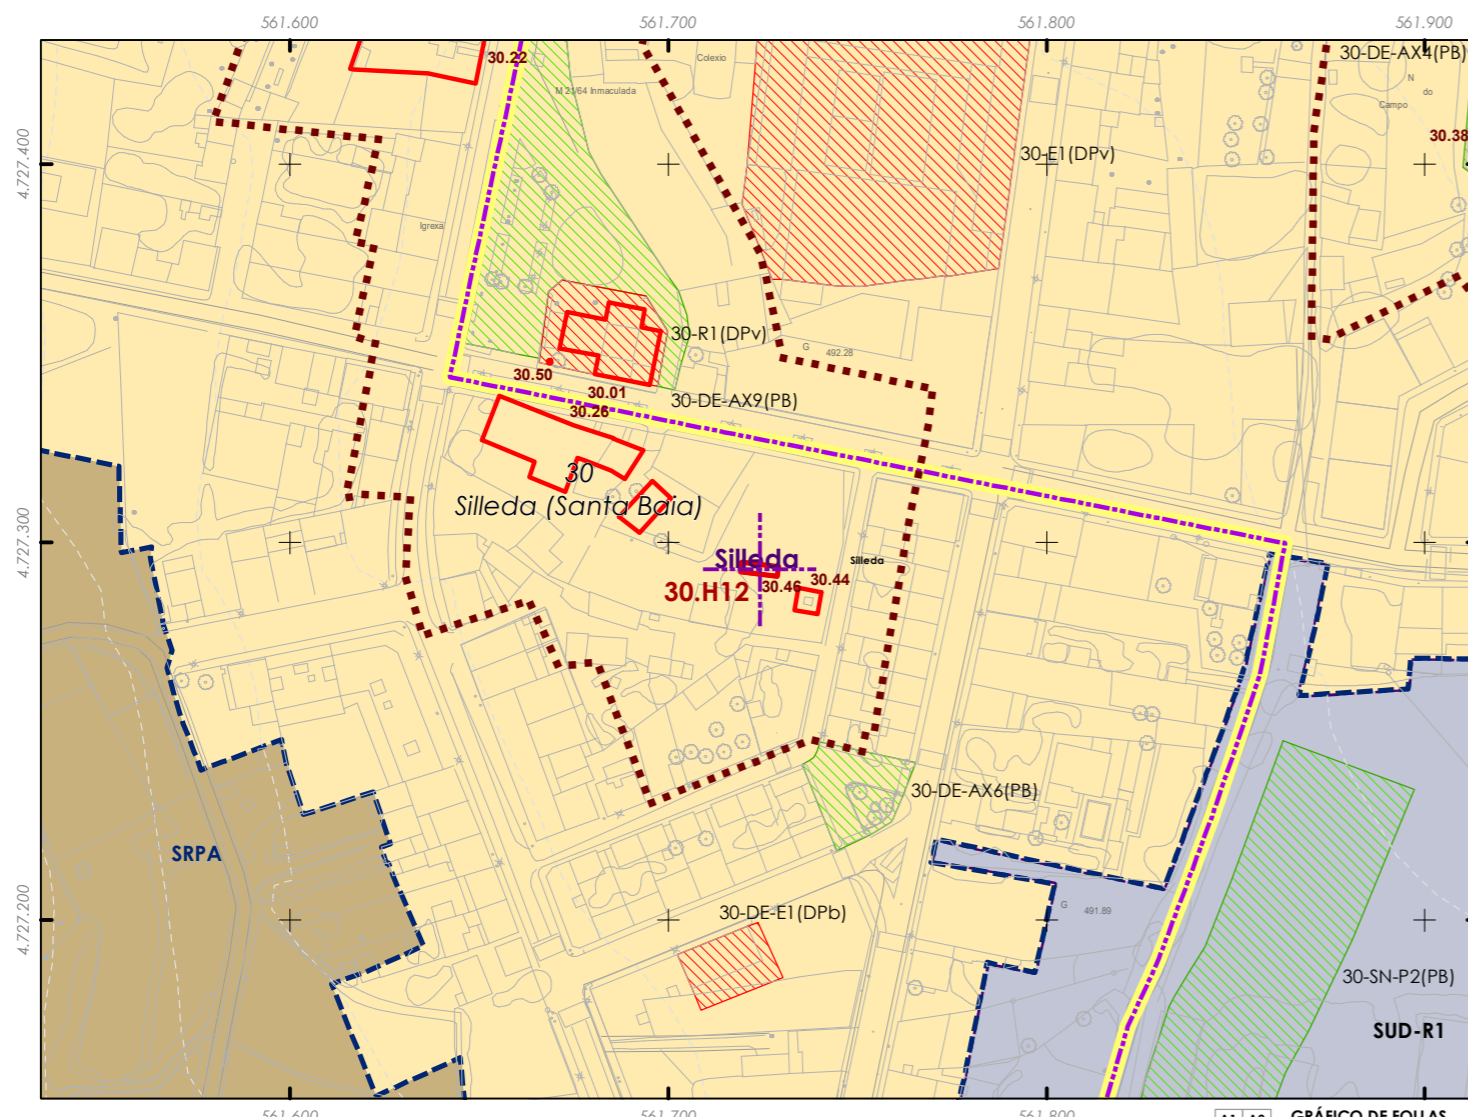 561.600
561.700
561.800
561.900
30.22
Colexio
30-DE-AX4(PB)
N
do
Campo
M 21/64 Inmaculada
4.727.400
30.38
30-E1(DPv)
Igrexa
30-R1(DPv)
G
492.28
30.50
30.01
30-DE-AX9(PB)
30.26
30
Silleda (Santa Baia)
4.727.300
Silleda
Silleda
30.H12
30.46
30.44
30-DE-AX6(PB)
SRPA
4.727.200
30-DE-E1(DPb)
G
491.89
30-SN-P2(PB)
SUD-R1
561.600
561.700
561.800
GRÁFICO DE FOLLAS